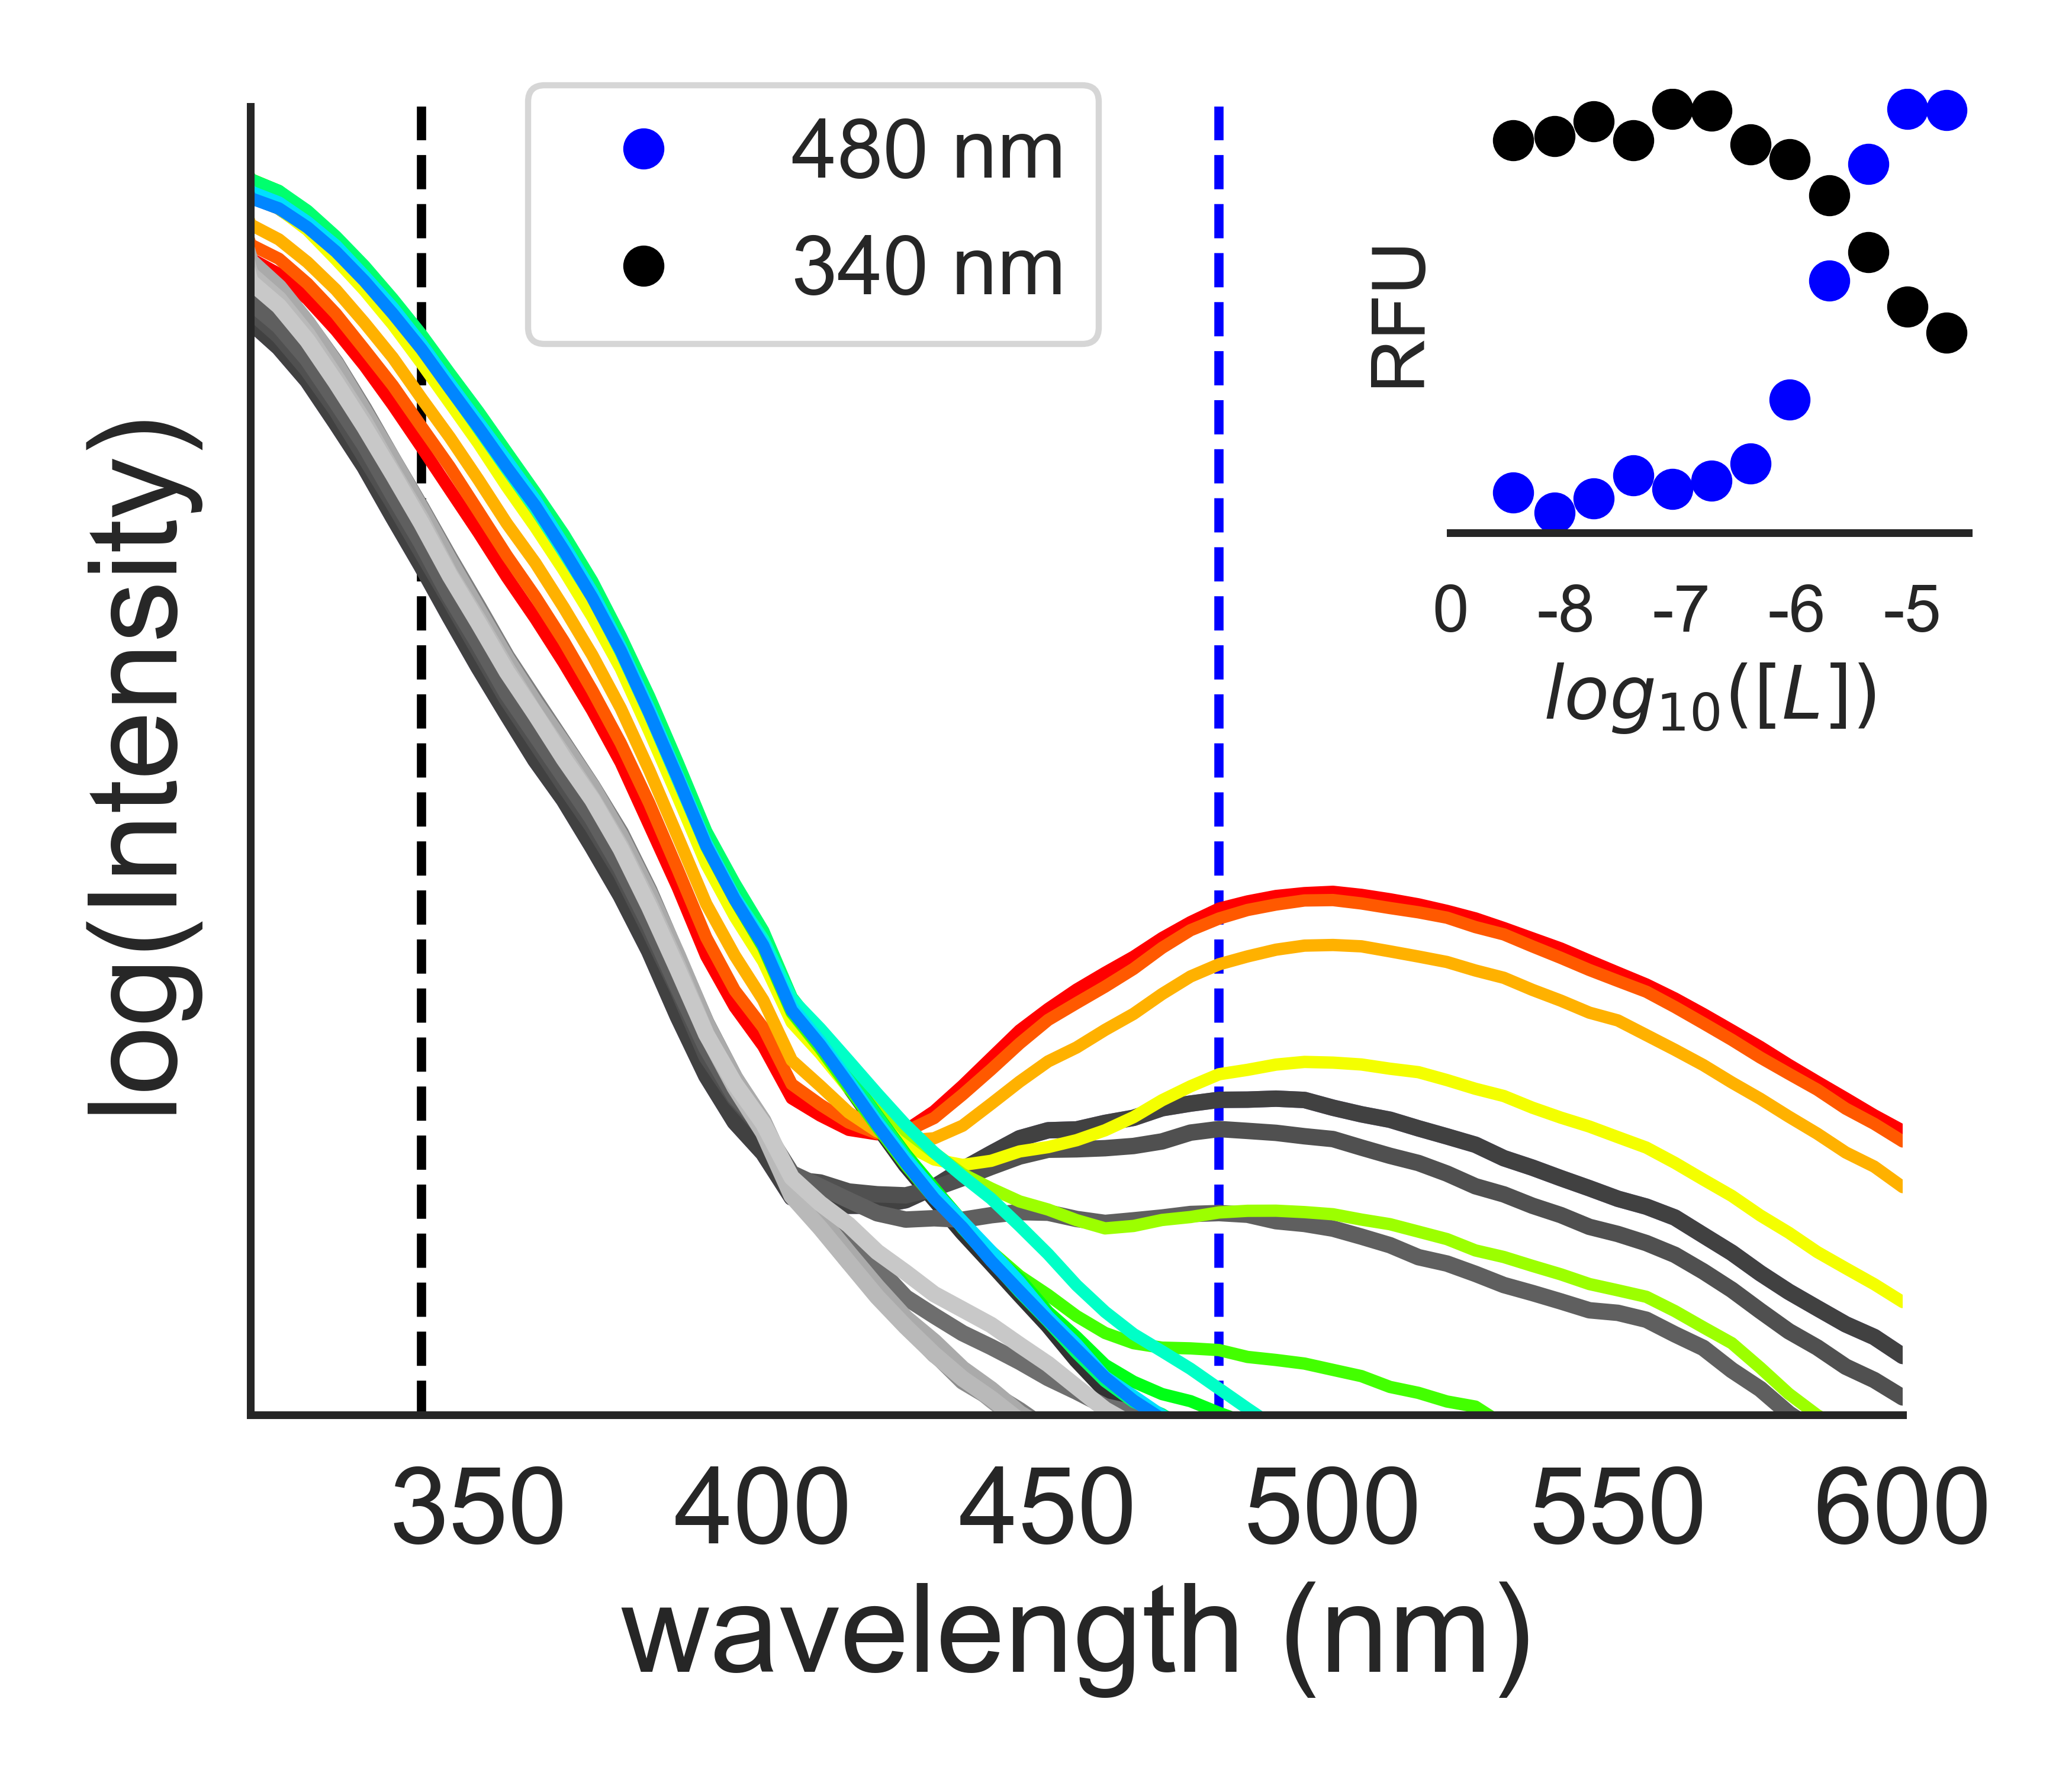 480 nm
340 nm
RFU
0 -8 -7 -6 -5
log10([L])
log(Intensity)
350 400 450 500 550 600
wavelength (nm)